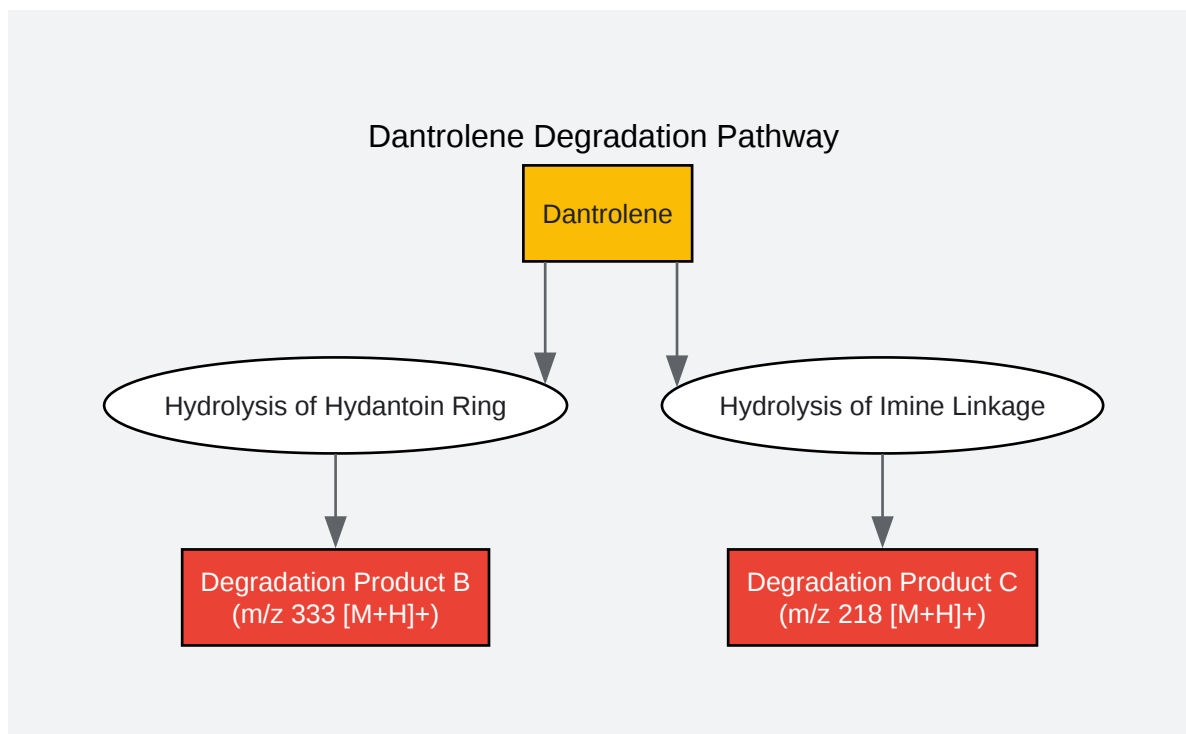 Dantrolene Degradation Pathway
Dantrolene
Hydrolysis of Hydantoin Ring
Hydrolysis of Imine Linkage
Degradation Product B
(m/z 333 [M+H]+)
Degradation Product C
(m/z 218 [M+H]+)